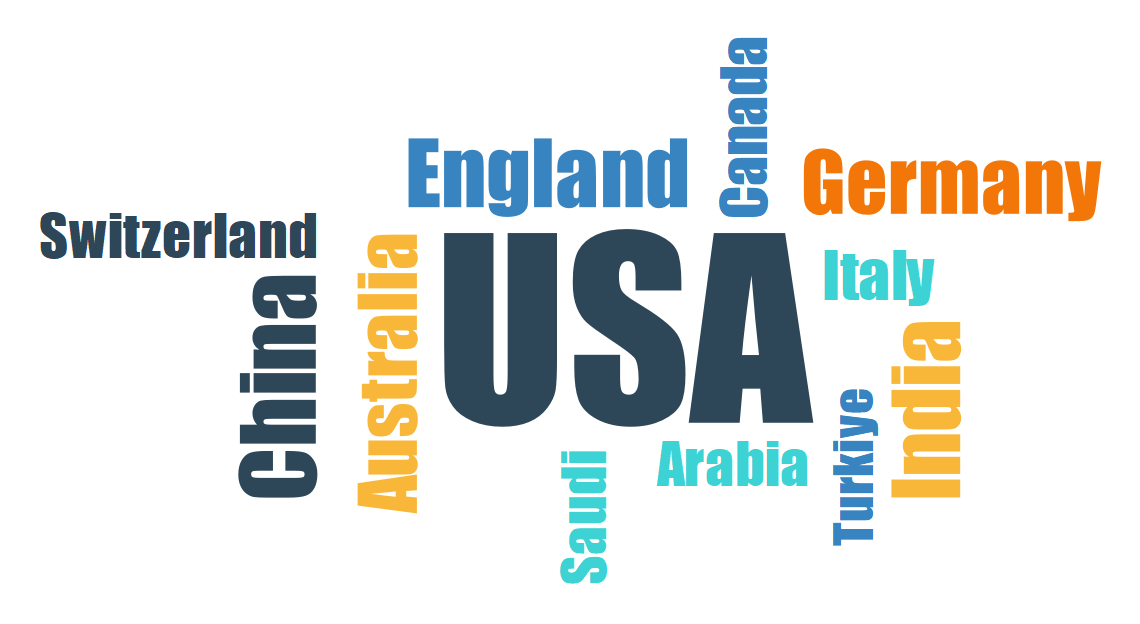 Canada
England
Germany
Switzerland
USA
Italy
China
Australia
India
Turkiye
Arabia
Saudi